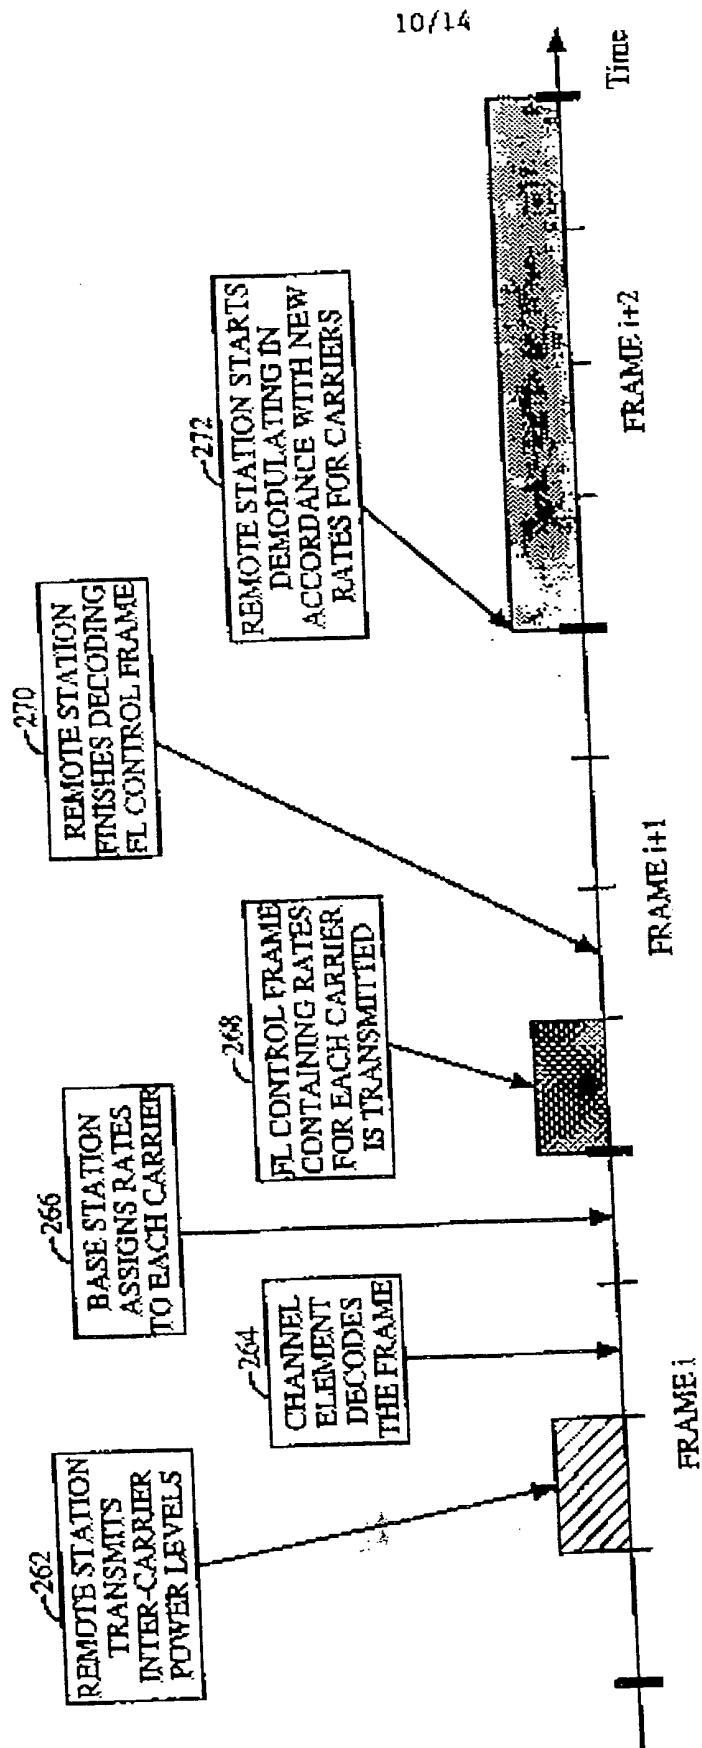 10/14
262
REMOTE STATION
TRANSMITS
INTER-CARRIER
POWER LEVELS
264
CHANNEL
ELEMENT
DECODES
THE FRAME
266
BASE STATION
ASSIGNS RATES
TO EACH CARRIER
268
FL CONTROL FRAME
CONTAINING RATES
FOR EACH CARRIER
IS TRANSMITTED
270
REMOTE STATION
FINISHES DECODING
FL CONTROL FRAME
272
REMOTE STATION STARTS
DEMODULATING IN
ACCORDANCE WITH NEW
RATES FOR CARRIERS
FRAME i
FRAME i+1
FRAME i+2
Time